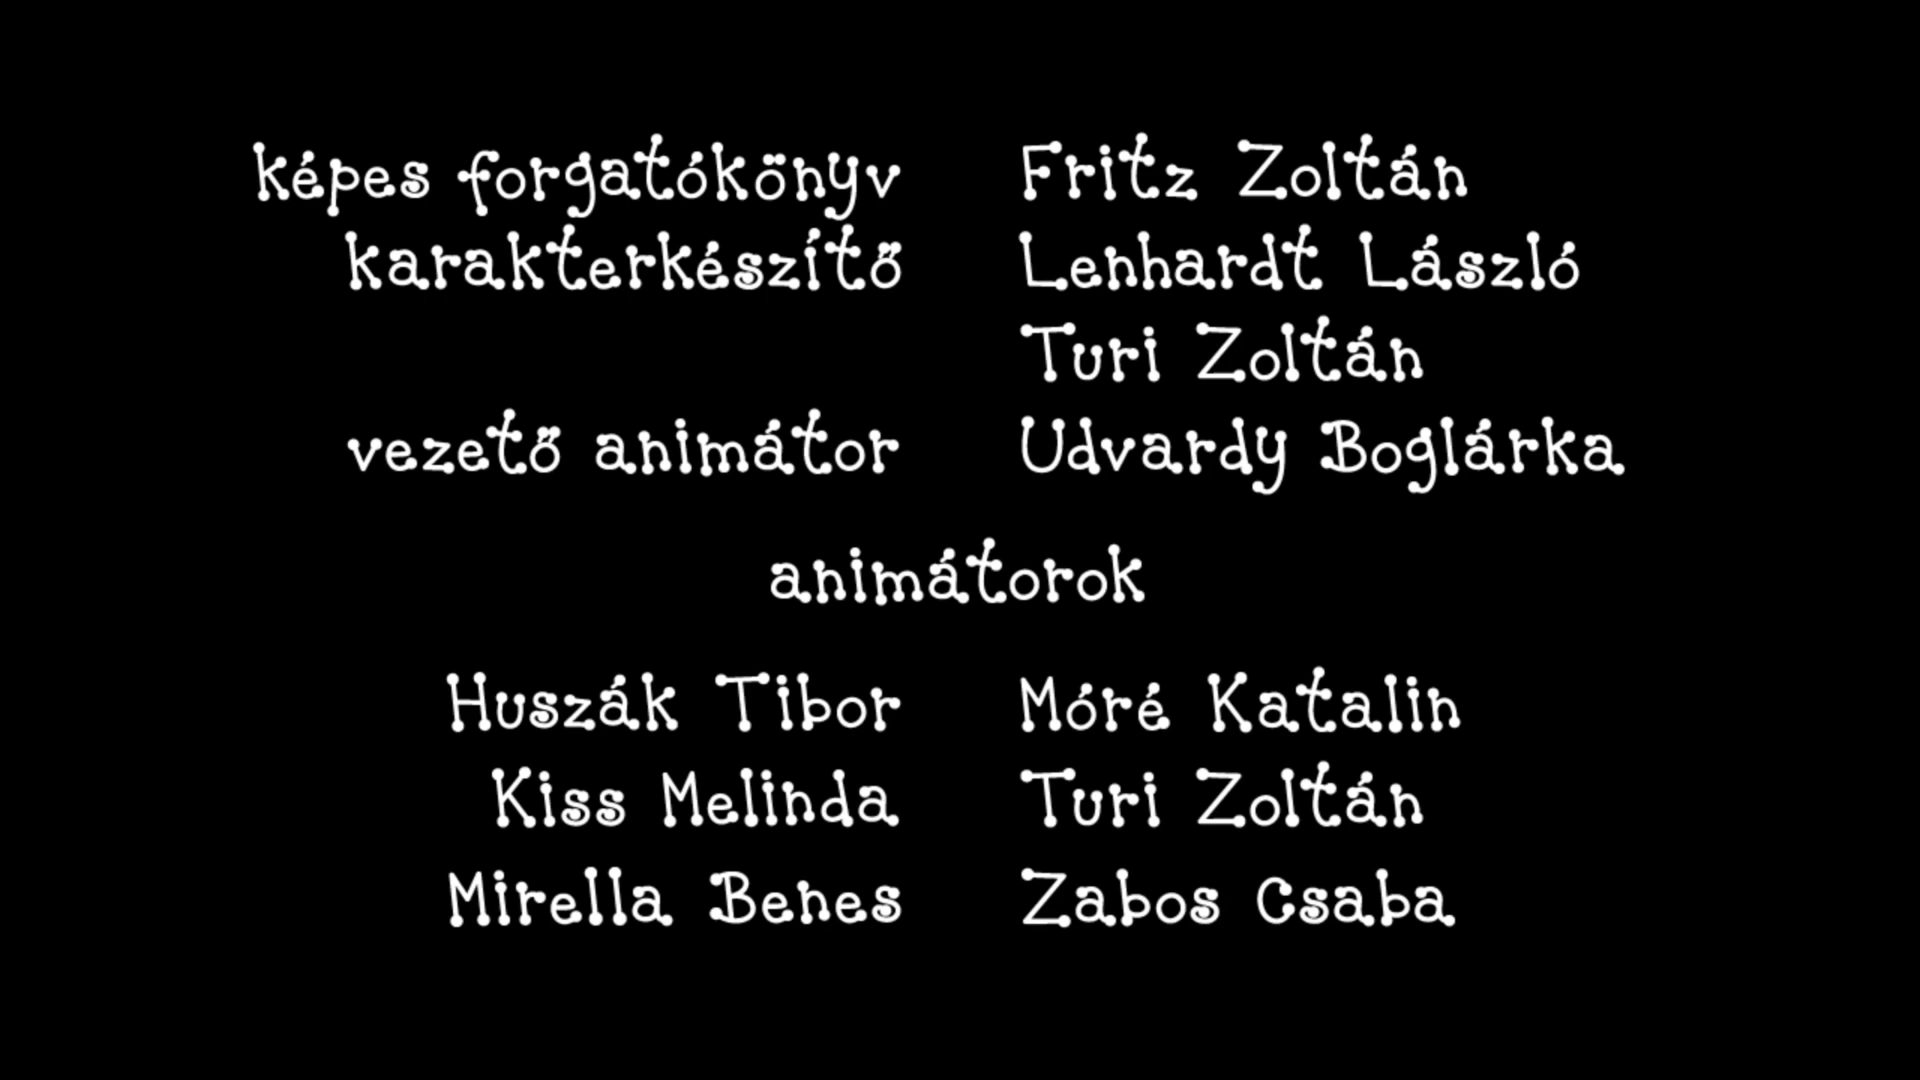 képes forgatókönyv Fritz Zoltán
karakterkészítő Lenhardt László
Turi Zoltán
vezető animátor Udvardy Boglárka
animátorok
Huszák Tibor Móré Katalin
Kiss Melinda Turi Zoltán
Mirella Benes Zabos Csaba